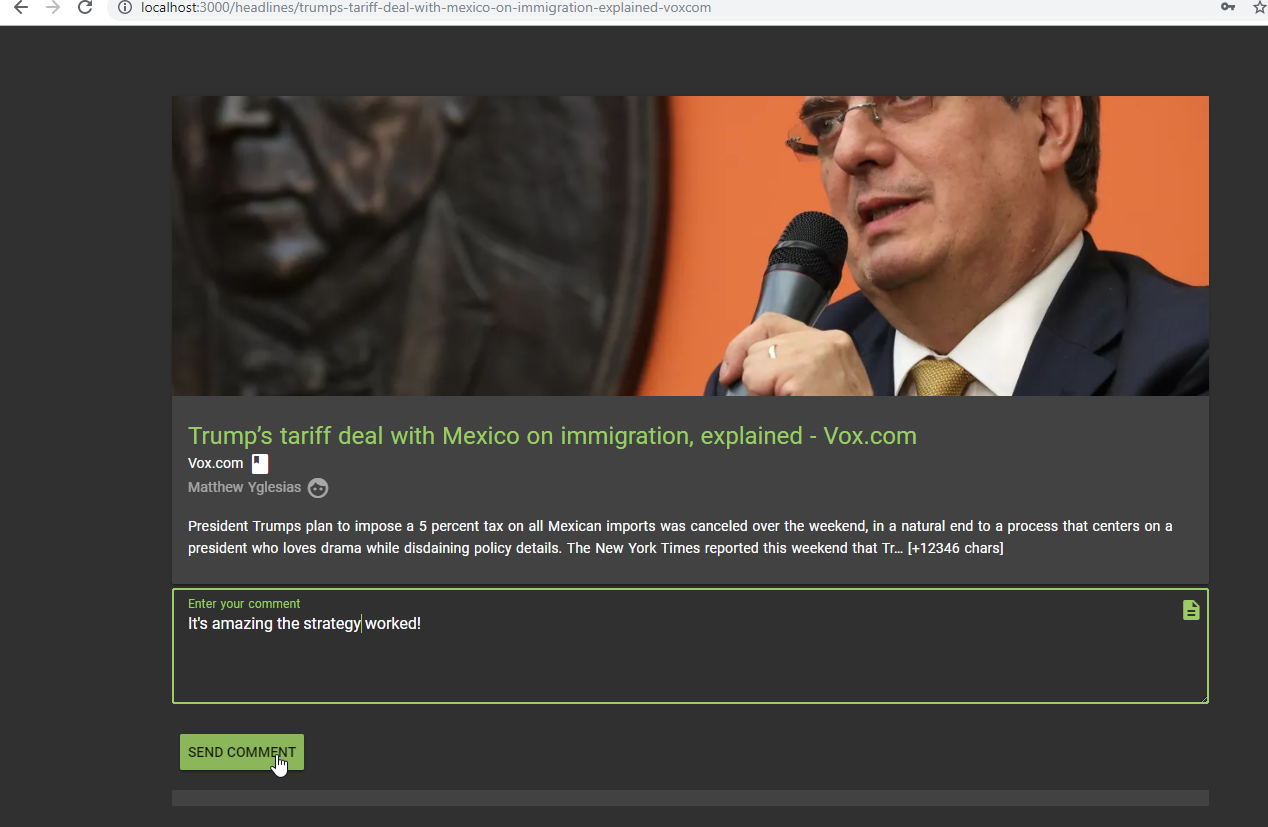 localhost:3000/headlines/trumps-tariff-deal-with-mexico-on-immigration-explained-voxcom
Trump’s tariff deal with Mexico on immigration, explained - Vox.com
Vox.com
Matthew Yglesias
President Trumps plan to impose a 5 percent tax on all Mexican imports was canceled over the weekend, in a natural end to a process that centers on a
president who loves drama while disdaining policy details. The New York Times reported this weekend that Tr… [+12346 chars]
Enter your comment
It's amazing the strategy worked!
SEND COMMENT